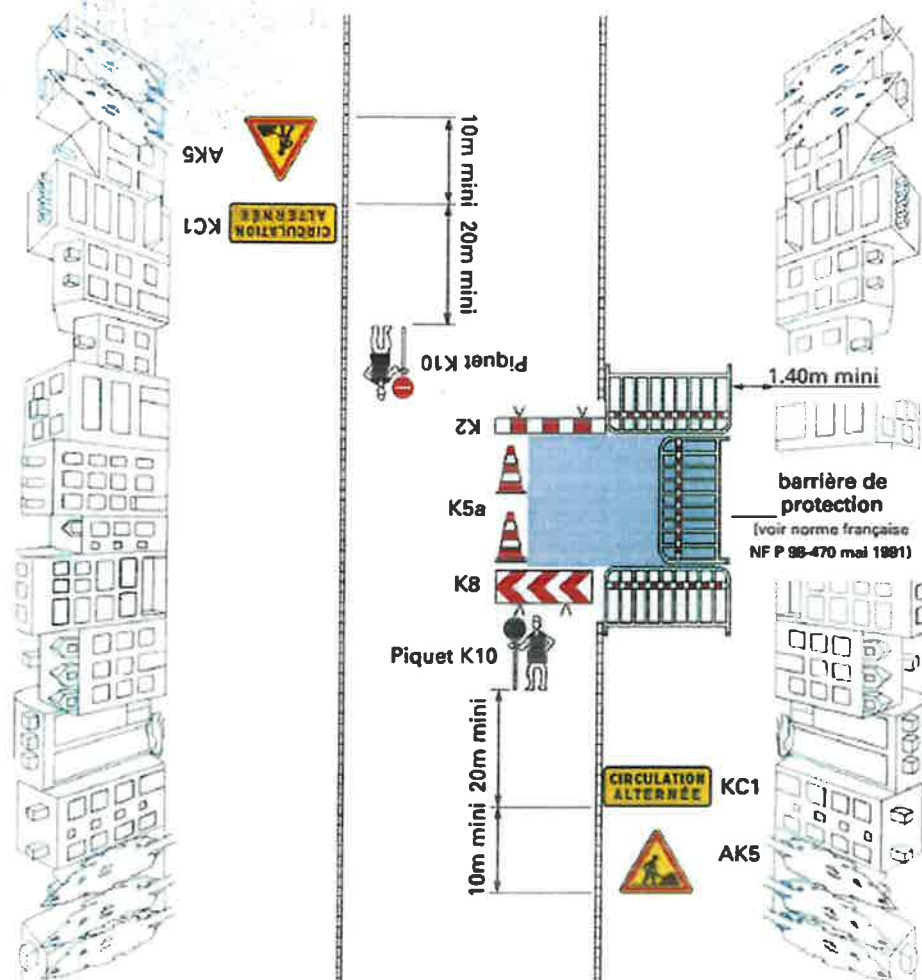 10m mini
AK5
CIRCULATION
ALTERNÉE
KC1
20m mini
Piquet K10
1.40m mini
K2
K5a
barrière de
protection
(voir norme française
NF P 98-470 mai 1991)
K8
Piquet K10
20m mini
CIRCULATION
ALTERNÉE
KC1
10m mini
AK5